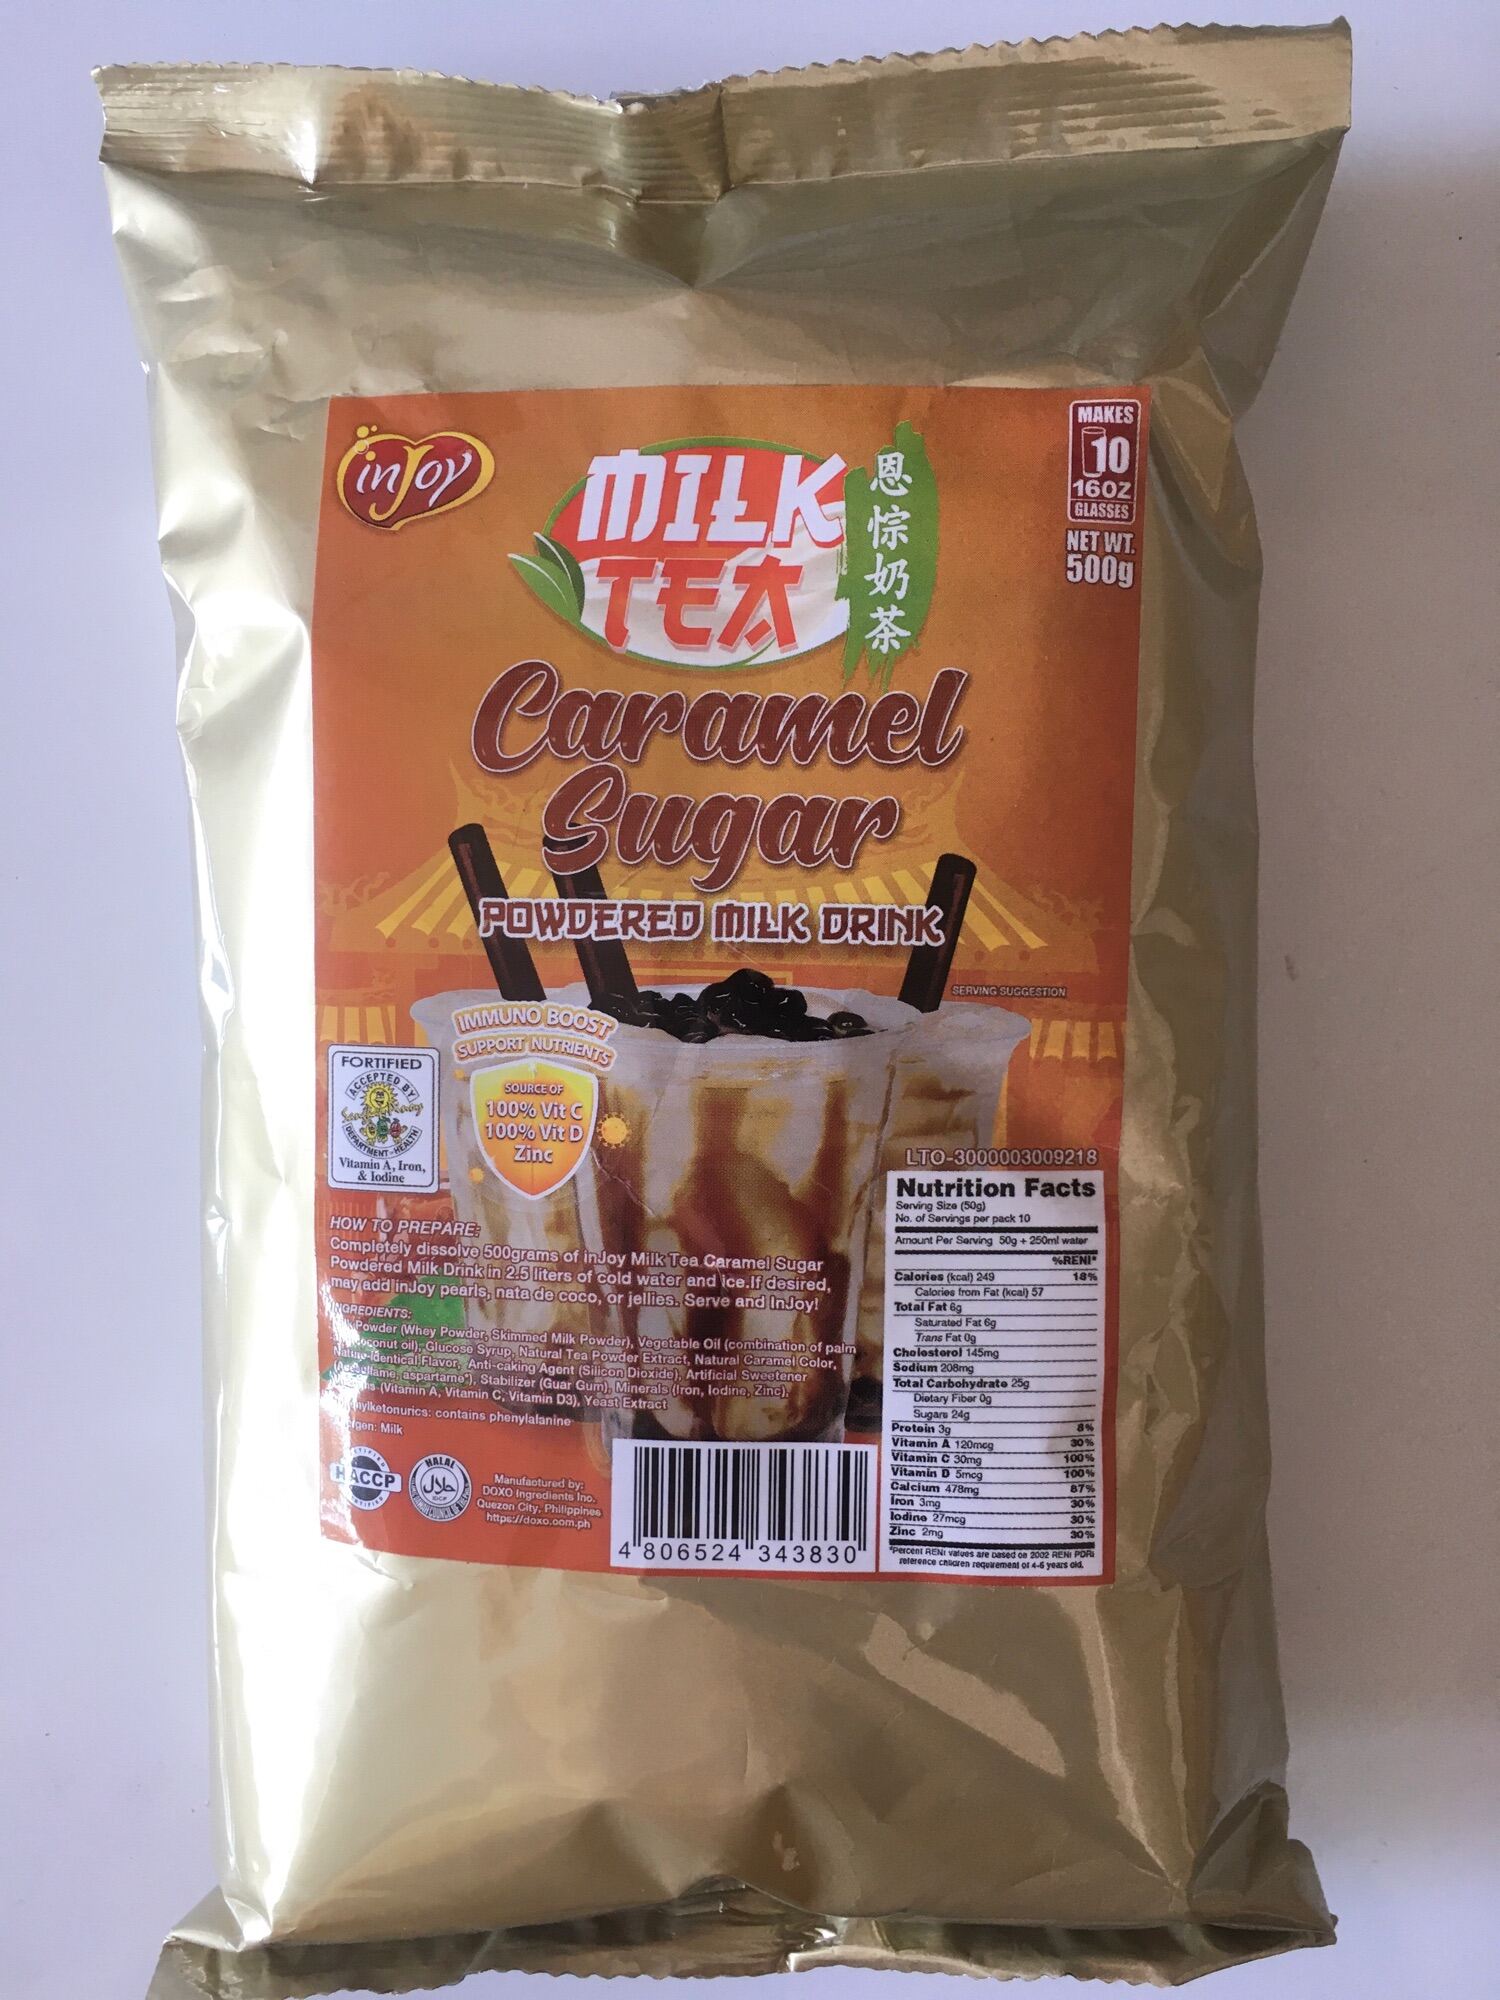 inJoy
MILK
TEA
恩
悰
奶
茶
MAKES
10
16OZ
GLASSES
NET WT.
500g
Caramel
Sugar
POWDERED MILK DRINK
SERVING SUGGESTION
IMMUNO BOOST
SUPPORT NUTRIENTS
SOURCE OF
100% Vit C
100% Vit D
Zinc
FORTIFIED
ACCEPTED BY
DEPARTMENT HEALTH
Vitamin A, Iron,
& Iodine
HOW TO PREPARE:
Completely dissolve 500grams of inJoy Milk Tea Caramel Sugar
Powdered Milk Drink in 2.5 liters of cold water and ice.If desired,
may add inJoy pearls, nata de coco, or jellies. Serve and InJoy!
INGREDIENTS:
Powder (Whey Powder, Skimmed Milk Powder), Vegetable Oil (combination of palm
coconut oil), Glucose Syrup, Natural Tea Powder Extract, Natural Caramel Color,
Nature-Identical Flavor, Anti-caking Agent (Silicon Dioxide), Artificial Sweetener
aspartame*), Stabilizer (Guar Gum), Minerals (Iron, Iodine, Zinc),
(Vitamin A, Vitamin C, Vitamin D3), Yeast Extract
contains phenylalanine
Milk
CERTIFIED
HACCP
CERTIFIED
HALAL
حلال
IDCP
Manufactured by:
DOXO Ingredients Inc.
Quezon City, Philippines
https://doxo.com.ph
4 806524 343830
LTO-3000003009218
Nutrition Facts
Serving Size (50g)
No. of Servings per pack 10
Amount Per Serving 50g + 250ml water
%RENI*
Calories (kcal) 249 18%
Calories from Fat (kcal) 57
Total Fat 6g
Saturated Fat 6g
Trans Fat 0g
Cholesterol 145mg
Sodium 208mg
Total Carbohydrate 25g
Dietary Fiber 0g
Sugars 24g
Protein 3g 8%
Vitamin A 120mcg 30%
Vitamin C 30mg 100%
Vitamin D 5mcg 100%
Calcium 478mg 87%
Iron 3mg 30%
Iodine 27mcg 30%
Zinc 2mg 30%
*Percent RENI values are based on 2002 RENI PDRI
reference children requirement of 4-6 years old.